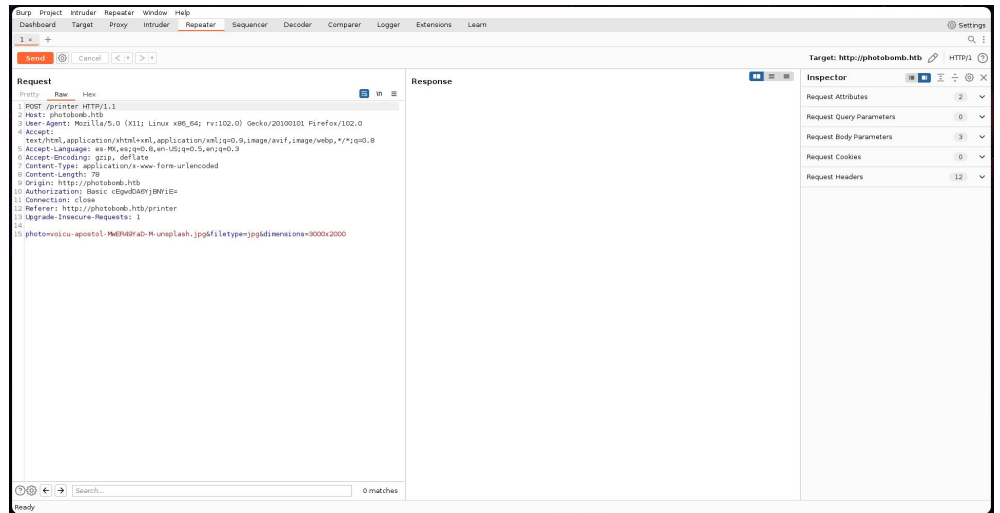 Burp Project Intruder Repeater Window Help
Dashboard Target Proxy Intruder Repeater Sequencer Decoder Comparer Logger Extensions Learn Settings
1 × +
Send Cancel < > Target: http://photobomb.htb HTTP/1
Request
Pretty Raw Hex \n
1 POST /printer HTTP/1.1
2 Host: photobomb.htb
3 User-Agent: Mozilla/5.0 (X11; Linux x86_64; rv:102.0) Gecko/20100101 Firefox/102.0
4 Accept:
text/html,application/xhtml+xml,application/xml;q=0.9,image/avif,image/webp,*/*;q=0.8
5 Accept-Language: es-MX,es;q=0.8,en-US;q=0.5,en;q=0.3
6 Accept-Encoding: gzip, deflate
7 Content-Type: application/x-www-form-urlencoded
8 Content-Length: 78
9 Origin: http://photobomb.htb
10 Authorization: Basic cEgwdDA6YjBNYiE=
11 Connection: close
12 Referer: http://photobomb.htb/printer
13 Upgrade-Insecure-Requests: 1
14
15 photo=voicu-apostol-MWER49YaD-M-unsplash.jpg&filetype=jpg&dimensions=3000x2000
Search... 0 matches
Ready
Response
Inspector
Request Attributes 2
Request Query Parameters 0
Request Body Parameters 3
Request Cookies 0
Request Headers 12